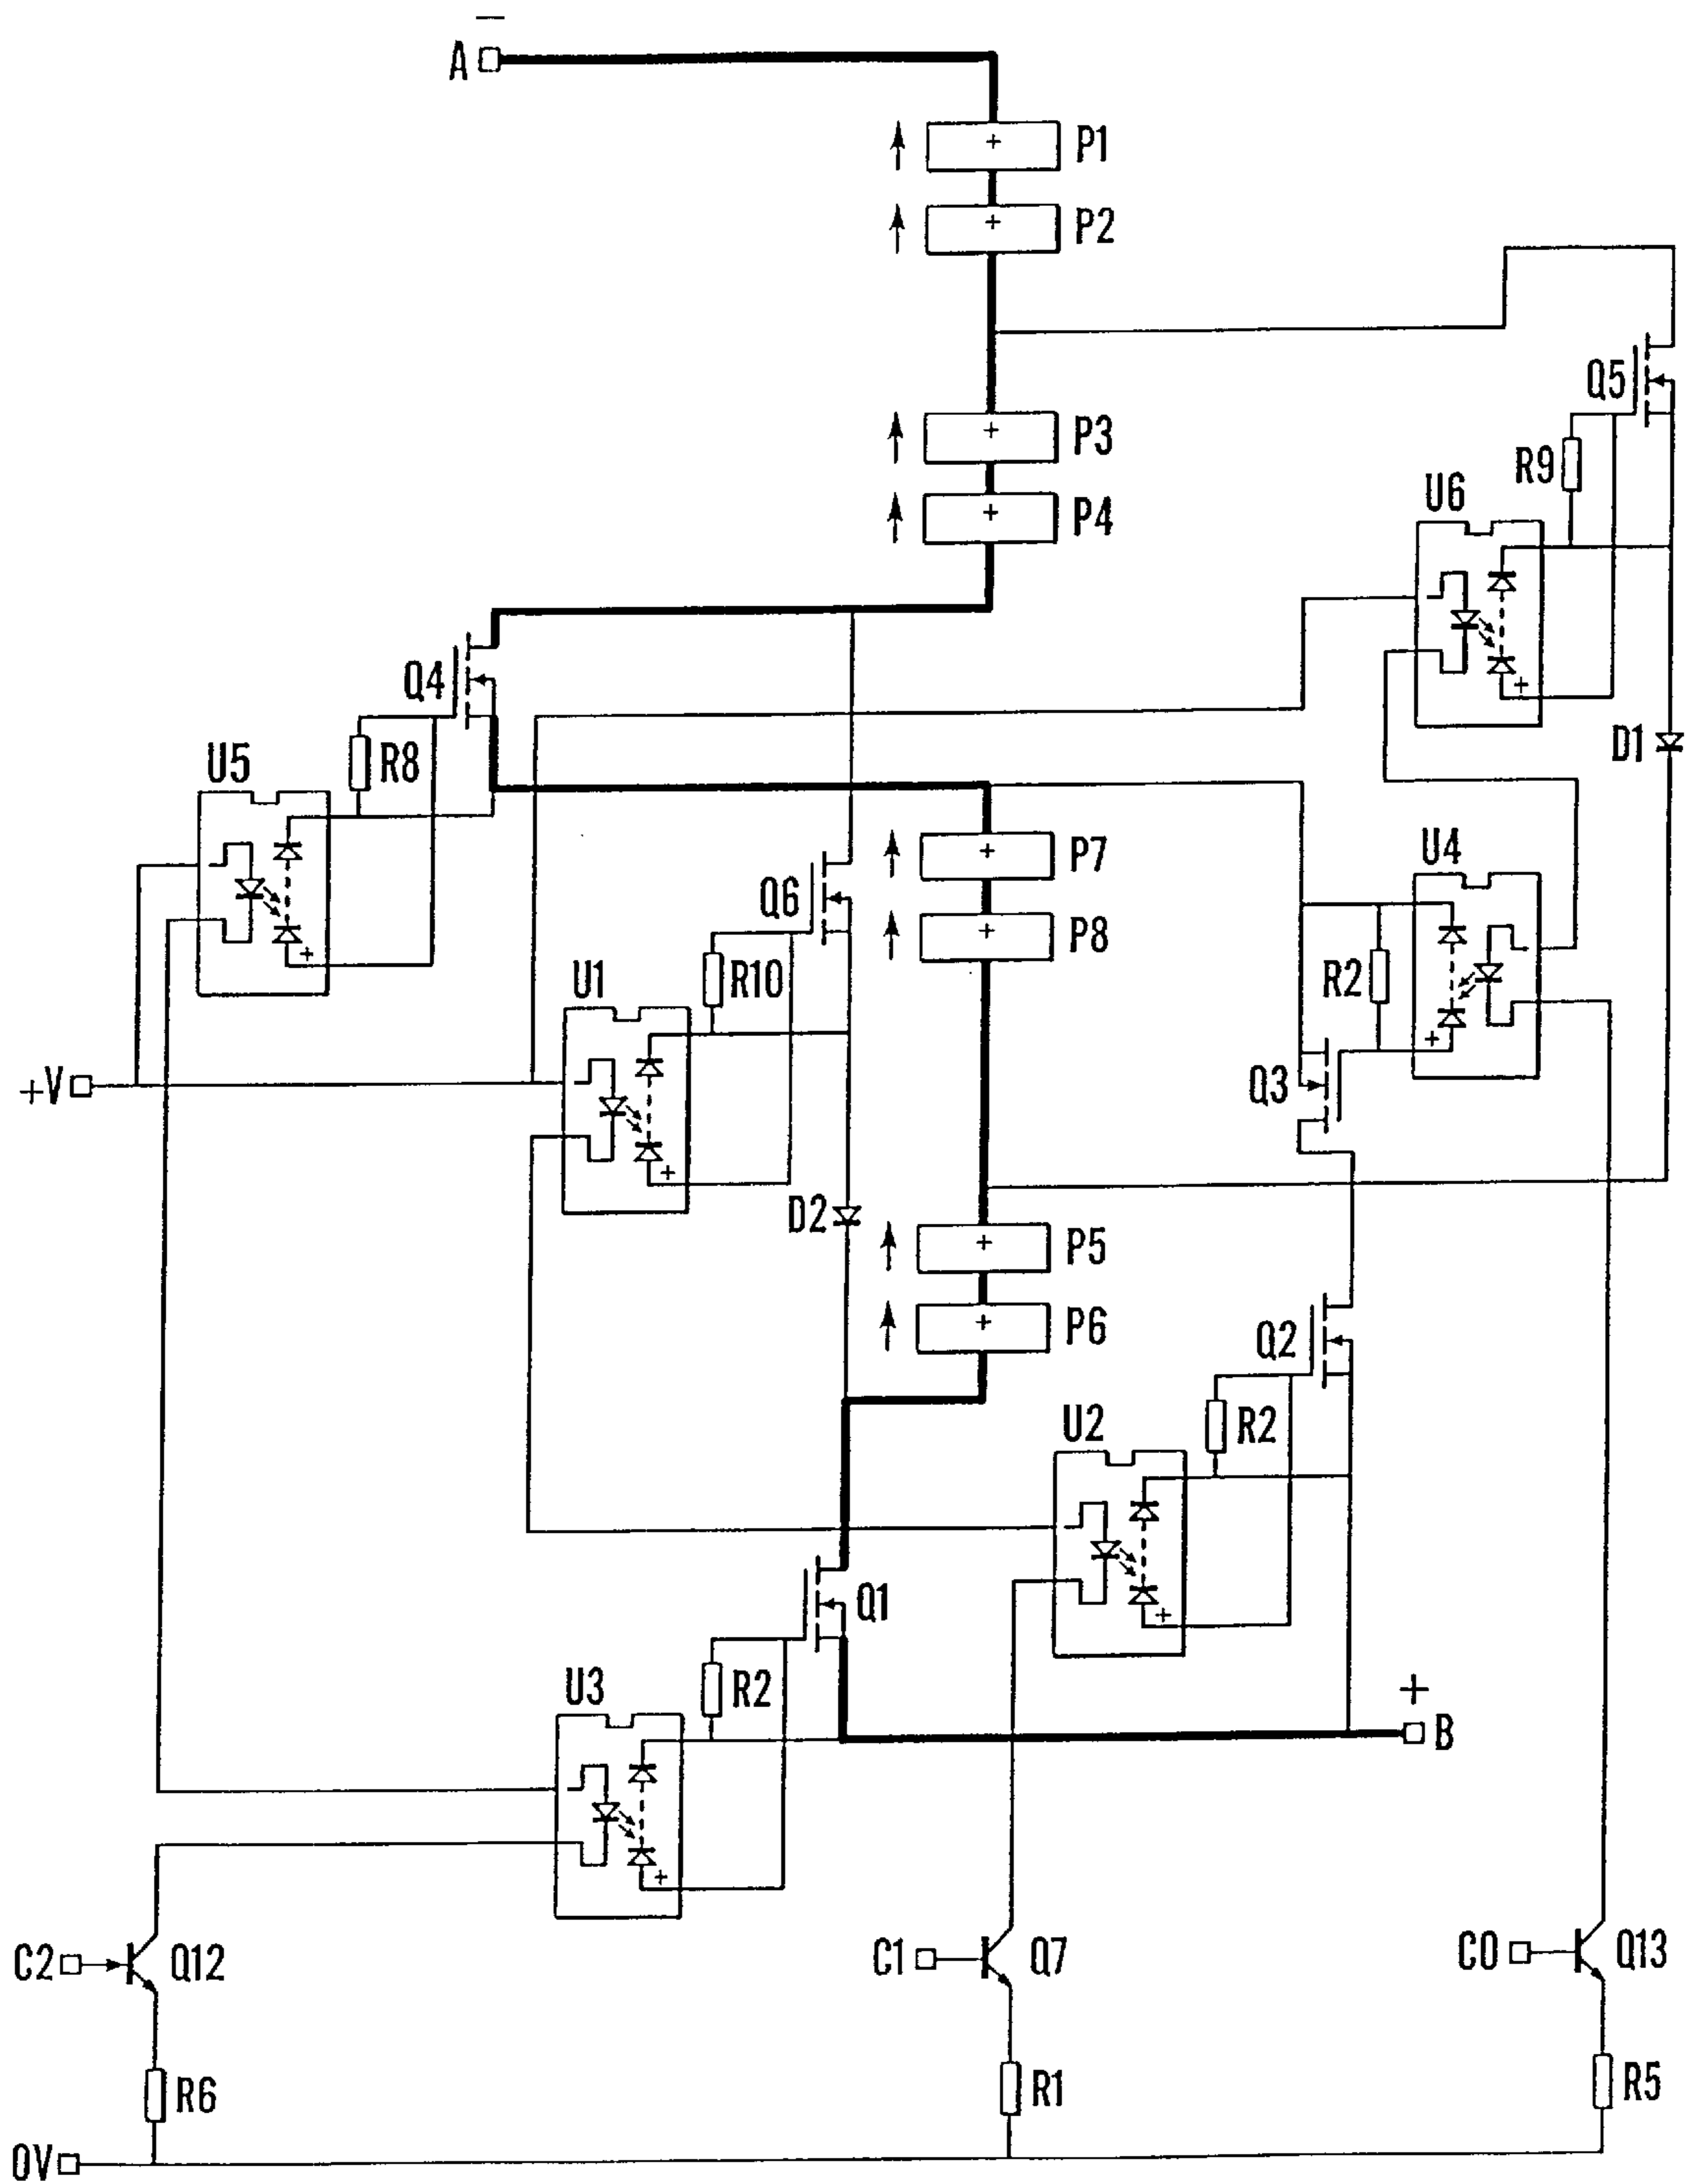 −
A
+ P1
+ P2
Q5
+ P3
R9
+ P4
U6
+
Q4
D1
R8
U5
+ P7
U4
Q6
+ P8
R2
+
R10
U1
+
Q3
+V
+
D2
+ P5
+ P6
Q2
R2
U2
+
Q1
R2
U3
+
+
B
C2
Q12
C1
Q7
C0
Q13
R6
R1
R5
0V